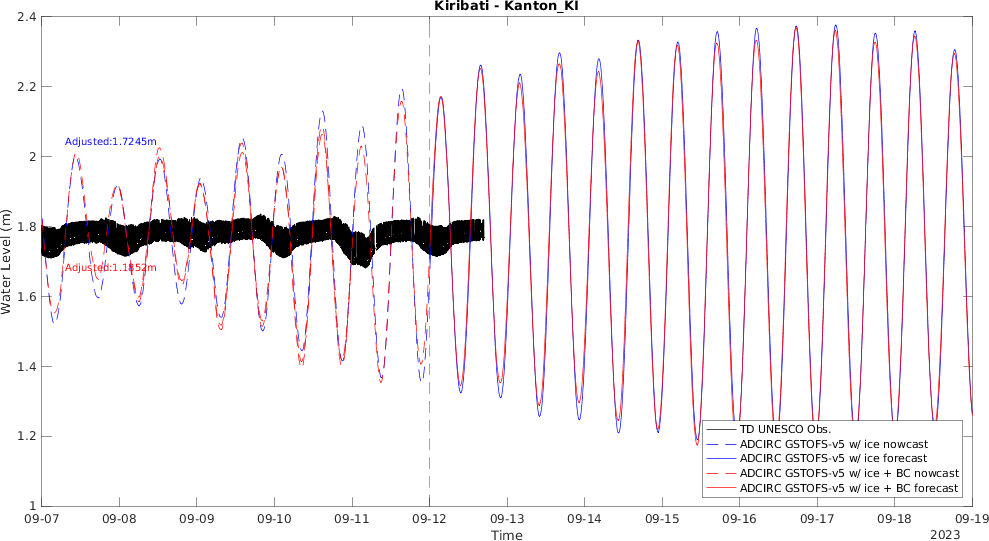 Kiribati - Kanton_KI
Water Level (m)
2.4
2.2
2
1.8
1.6
1.4
1.2
1
Adjusted:1.7245m
Adjusted:1.1852m
TD UNESCO Obs.
ADCIRC GSTOFS-v5 w/ ice nowcast
ADCIRC GSTOFS-v5 w/ ice forecast
ADCIRC GSTOFS-v5 w/ ice + BC nowcast
ADCIRC GSTOFS-v5 w/ ice + BC forecast
09-07 09-08 09-09 09-10 09-11 09-12 09-13 09-14 09-15 09-16 09-17 09-18 09-19
Time
2023